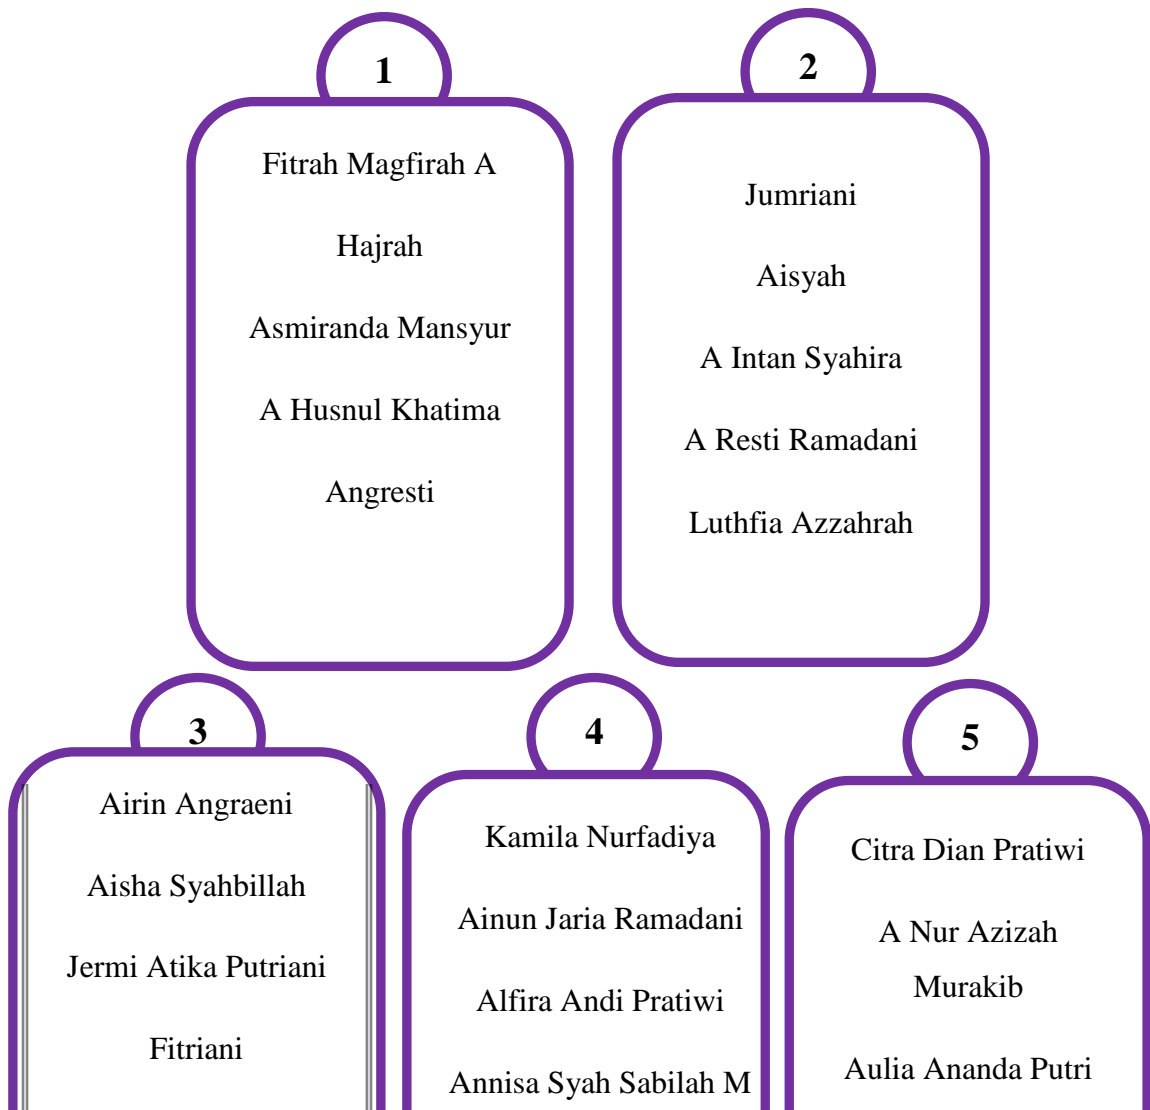 1
Fitrah Magfirah A
Hajrah
Asmiranda Mansyur
A Husnul Khatima
Angresti
2
Jumriani
Aisyah
A Intan Syahira
A Resti Ramadani
Luthfia Azzahrah
3
Airin Angraeni
Aisha Syahbillah
Jermi Atika Putriani
Fitriani
4
Kamila Nurfadiya
Ainun Jaria Ramadani
Alfira Andi Pratiwi
Annisa Syah Sabilah M
5
Citra Dian Pratiwi
A Nur Azizah
Murakib
Aulia Ananda Putri